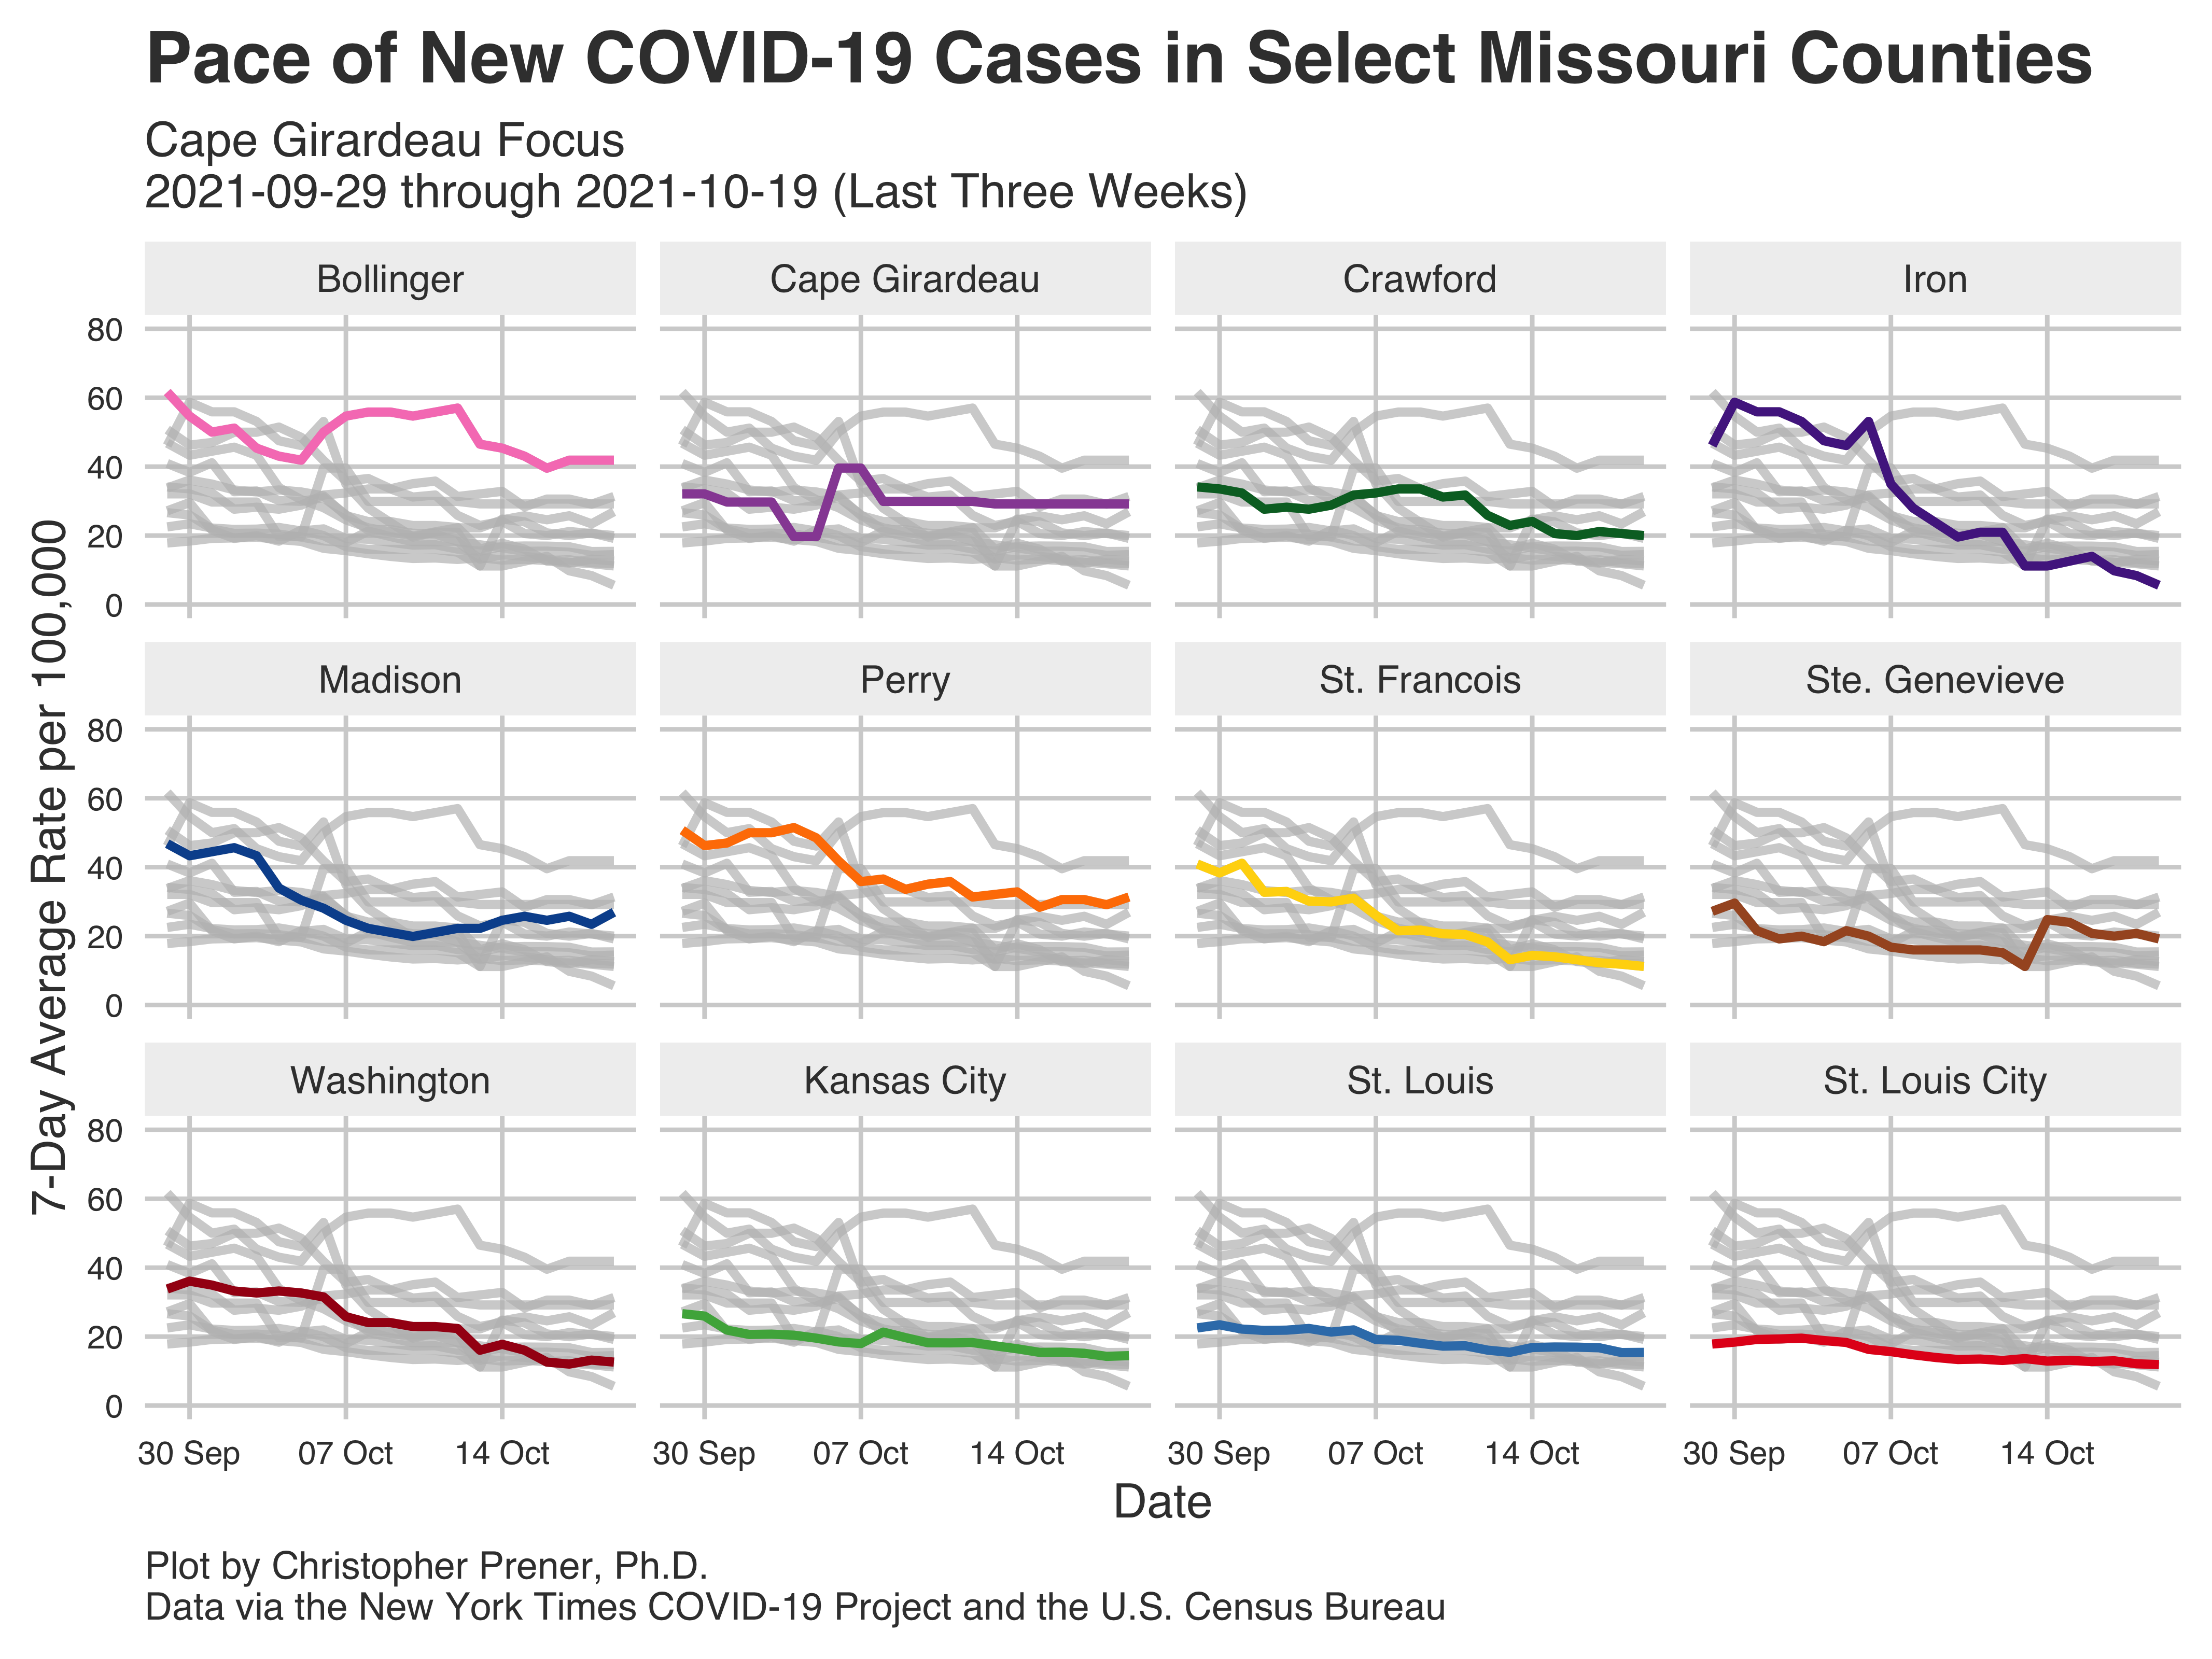 Pace of New COVID-19 Cases in Select Missouri Counties
Cape Girardeau Focus
2021-09-29 through 2021-10-19 (Last Three Weeks)
Bollinger
Cape Girardeau
Crawford
Iron
80
60
40
20
0
Madison
Perry
St. Francois
Ste. Genevieve
80
60
40
20
0
Washington
Kansas City
St. Louis
St. Louis City
80
60
40
20
0
7-Day Average Rate per 100,000
30 Sep
07 Oct
14 Oct
30 Sep
07 Oct
14 Oct
30 Sep
07 Oct
14 Oct
30 Sep
07 Oct
14 Oct
Date
Plot by Christopher Prener, Ph.D.
Data via the New York Times COVID-19 Project and the U.S. Census Bureau